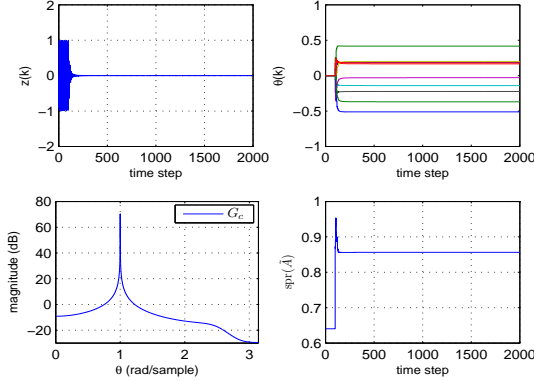 2
1
0
−1
−2
z(k)
0 500 1000 1500 2000
time step
1
0.5
0
−0.5
−1
θ(k)
0 500 1000 1500 2000
time step
80
60
40
20
0
−20
magnitude (dB)
G_c
0 1 2 3
θ (rad/sample)
1
0.9
0.8
0.7
0.6
spr(Ã)
0 500 1000 1500 2000
time step